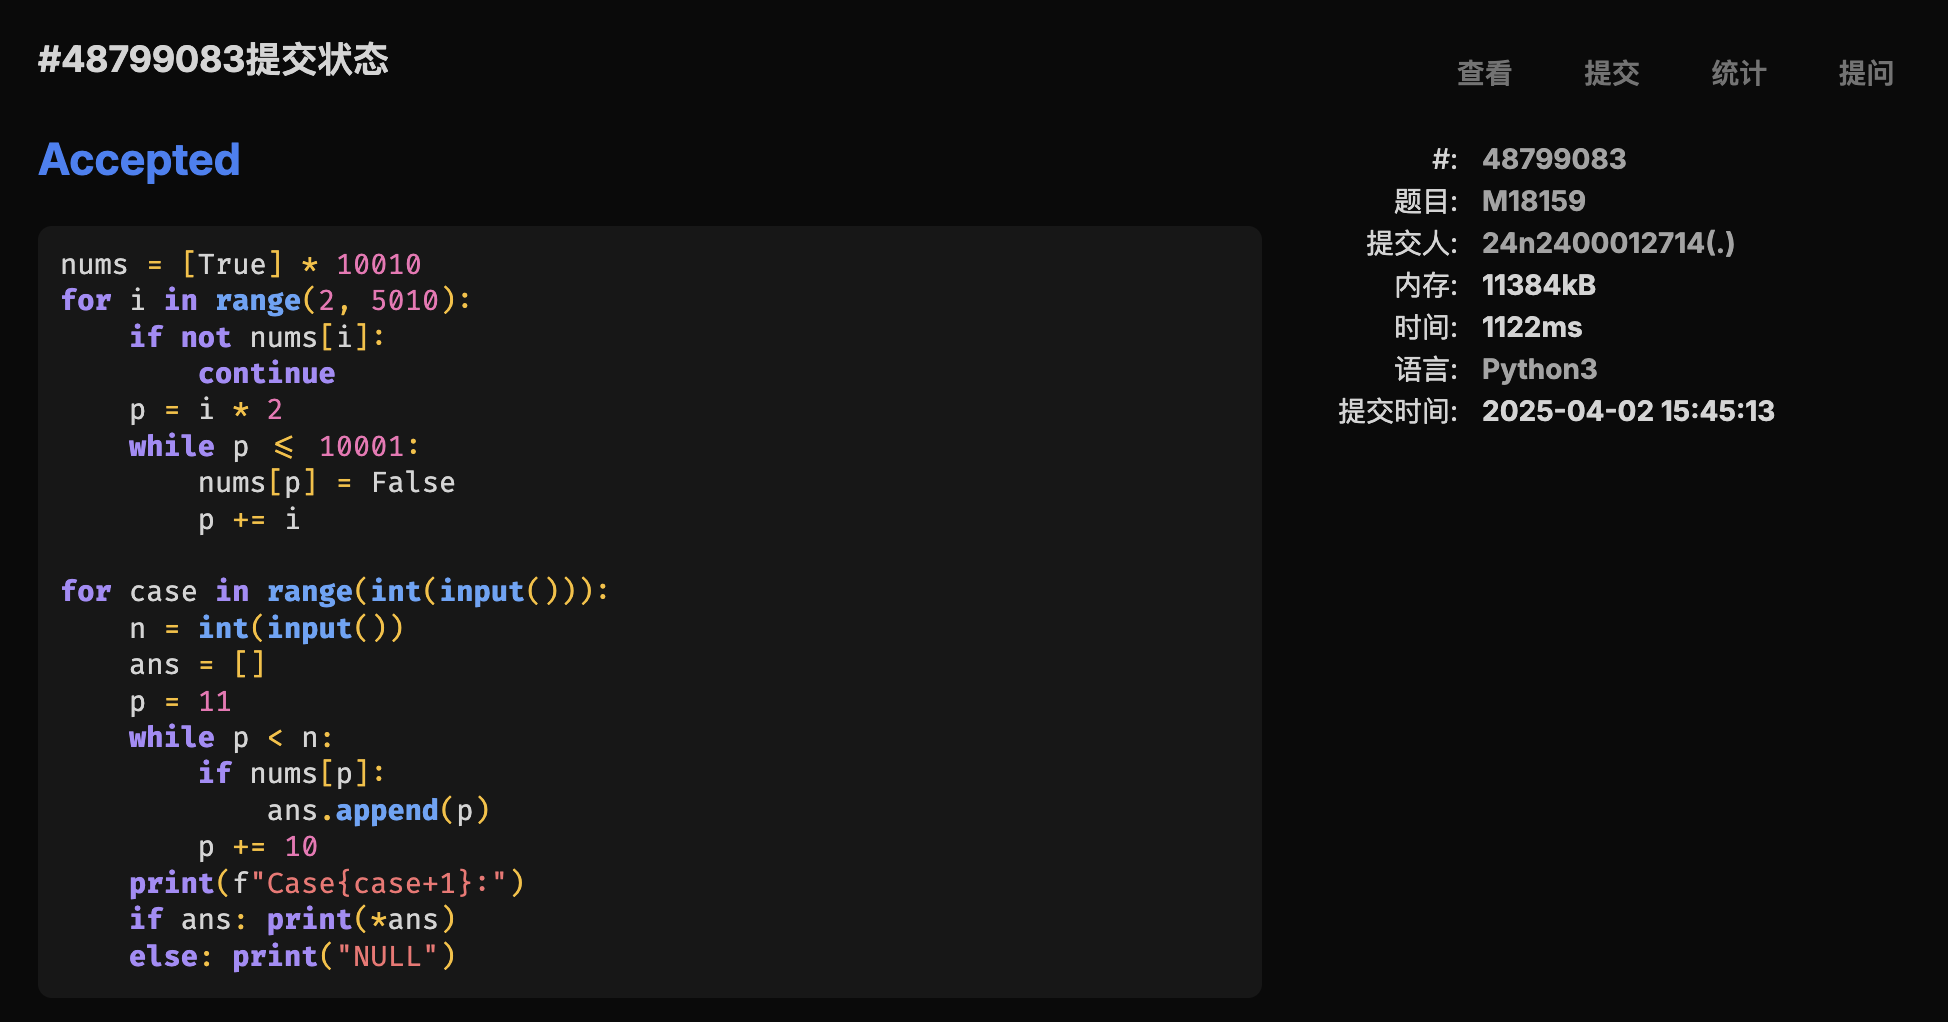 #48799083提交状态
查看 提交 统计 提问
Accepted
#: 48799083
题目: M18159
提交人: 24n2400012714(.)
内存: 11384kB
时间: 1122ms
语言: Python3
提交时间: 2025-04-02 15:45:13
nums = [True] * 10010
for i in range(2, 5010):
    if not nums[i]:
        continue
    p = i * 2
    while p <= 10001:
        nums[p] = False
        p += i

for case in range(int(input())):
    n = int(input())
    ans = []
    p = 11
    while p < n:
        if nums[p]:
            ans.append(p)
        p += 10
    print(f"Case{case+1}:")
    if ans: print(*ans)
    else: print("NULL")